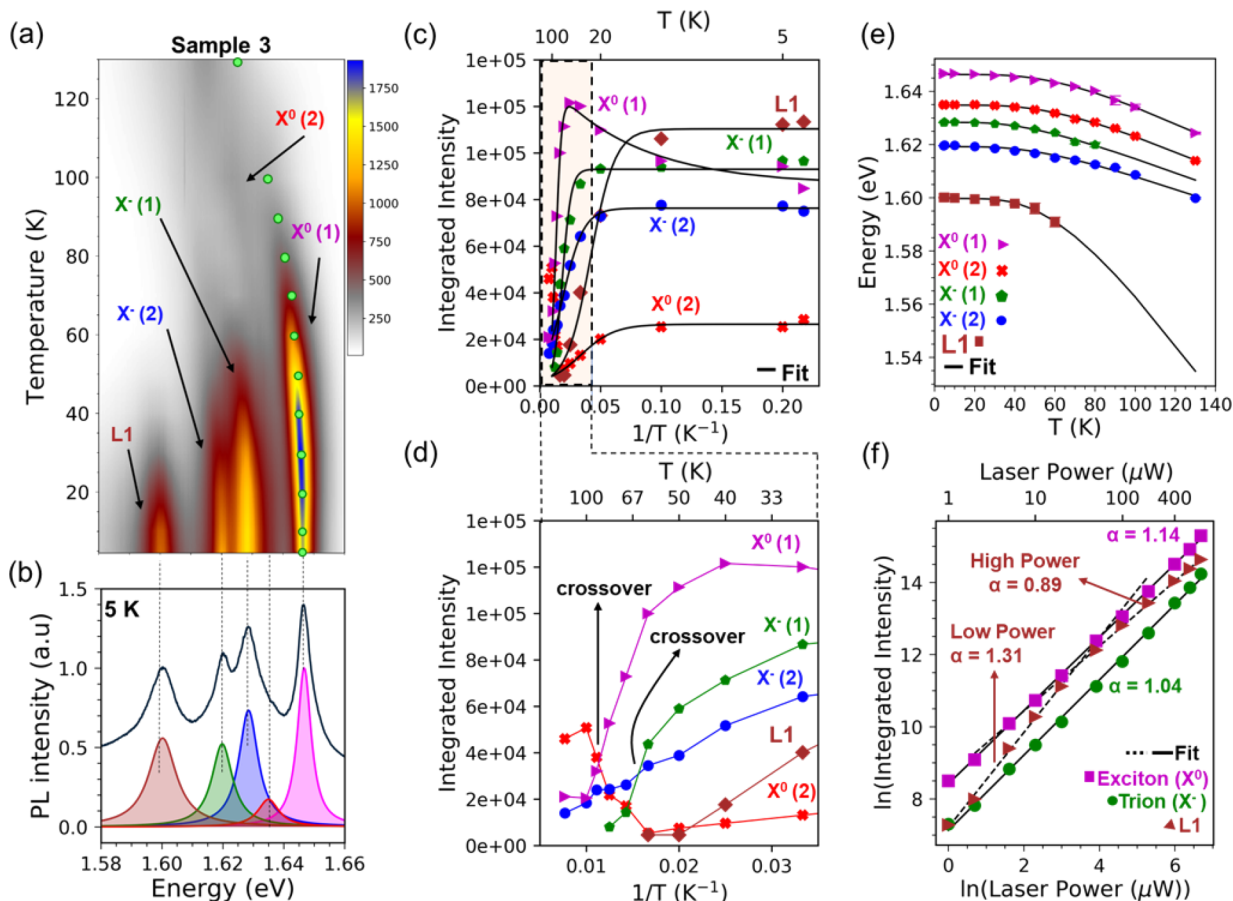 (a)
Sample 3
Temperature (K)
120
100
80
60
40
20
X⁰ (2)
X⁻ (1)
X⁰ (1)
X⁻ (2)
L1
1750
1500
1250
1000
750
500
250
(b)
5 K
PL intensity (a.u)
1.5
1.0
0.5
0.0
1.58 1.60 1.62 1.64 1.66
Energy (eV)
(c)
T (K)
100 20 5
Integrated Intensity
1e+05
1e+05
8e+04
6e+04
4e+04
2e+04
0e+00
X⁰ (1)
L1
X⁻ (1)
X⁻ (2)
X⁰ (2)
Fit
0.00 0.05 0.10 0.15 0.20
1/T (K⁻¹)
(d)
T (K)
100 67 50 40 33
Integrated Intensity
1e+05
1e+05
8e+04
6e+04
4e+04
2e+04
0e+00
X⁰ (1)
crossover
crossover
X⁻ (1)
X⁻ (2)
L1
X⁰ (2)
0.01 0.02 0.03
1/T (K⁻¹)
(e)
Energy (eV)
1.64
1.62
1.60
1.58
1.56
1.54
X⁰ (1)
X⁰ (2)
X⁻ (1)
X⁻ (2)
L1
Fit
0 20 40 60 80 100 120 140
T (K)
(f)
Laser Power (μW)
1 10 100 400
ln(Integrated Intensity)
14
12
10
8
α = 1.14
High Power
α = 0.89
Low Power
α = 1.31
α = 1.04
Fit
Exciton (X⁰)
Trion (X⁻)
L1
0 2 4 6
ln(Laser Power (μW))